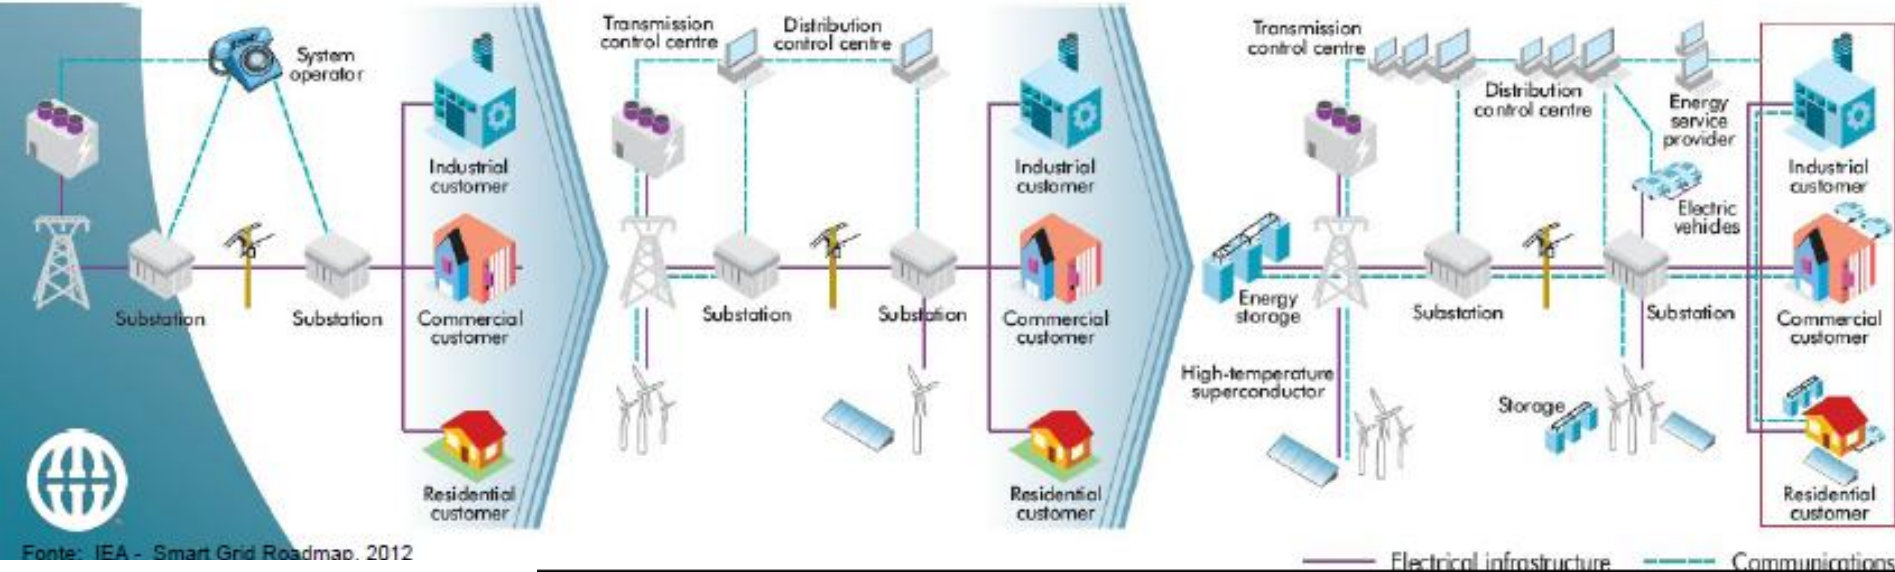 System
operator
Industrial
customer
Substation
Substation
Commercial
customer
Residential
customer
Fonte: IEA - Smart Grid Roadmap, 2012
Transmission
control centre
Distribution
control centre
Industrial
customer
Substation
Substation
Commercial
customer
Residential
customer
Transmission
control centre
Distribution
control centre
Energy
service
provider
Industrial
customer
Electric
vehicles
Energy
storage
Substation
Substation
Commercial
customer
High-temperature
superconductor
Storage
Residential
customer
Electrical infrastructure
Communications